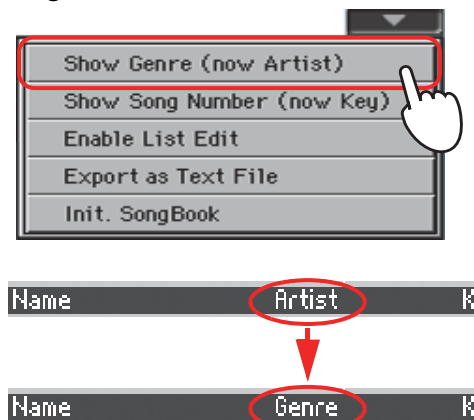 Show Genre (now Artist)
Show Song Number (now Key)
Enable List Edit
Export as Text File
Init. SongBook
Name Artist K
Name Genre K